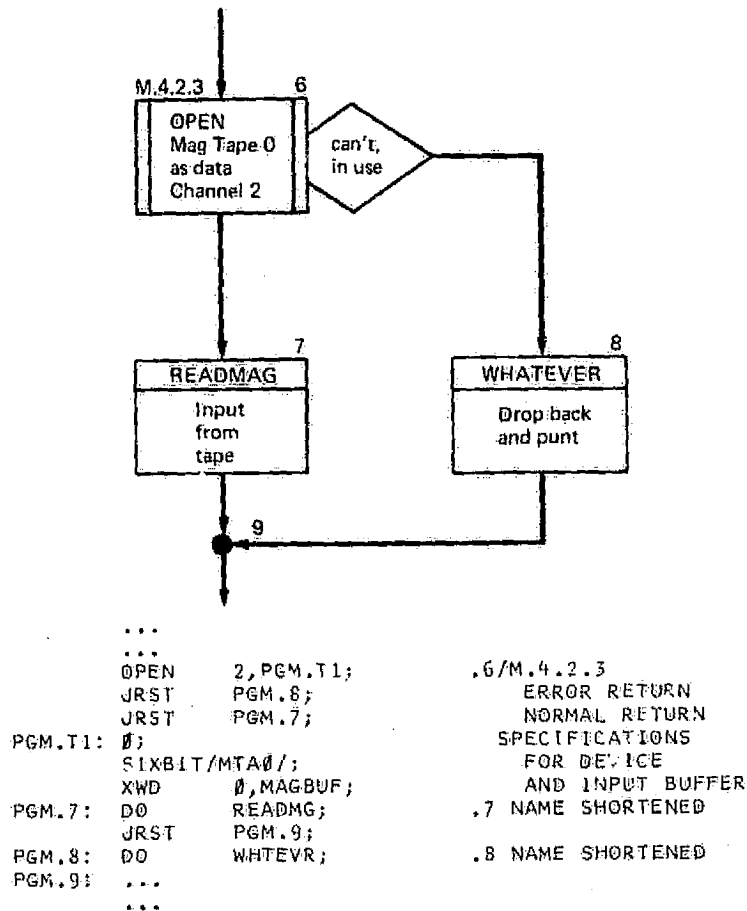 M.4.2.3 6
OPEN
Mag Tape 0
as data
Channel 2
can't,
in use
7
READMAG
Input
from
tape
8
WHATEVER
Drop back
and punt
9
...
...
OPEN 2,PGM.T1; .6/M.4.2.3
JRST PGM.8; ERROR RETURN
JRST PGM.7; NORMAL RETURN
PGM.T1: Ø; SPECIFICATIONS
SIXBIT/MTAØ/; FOR DEVICE
XWD Ø,MAGBUF; AND INPUT BUFFER
PGM.7: DO READMG; .7 NAME SHORTENED
JRST PGM.9;
PGM.8: DO WHTEVR; .8 NAME SHORTENED
PGM.9: ...
...